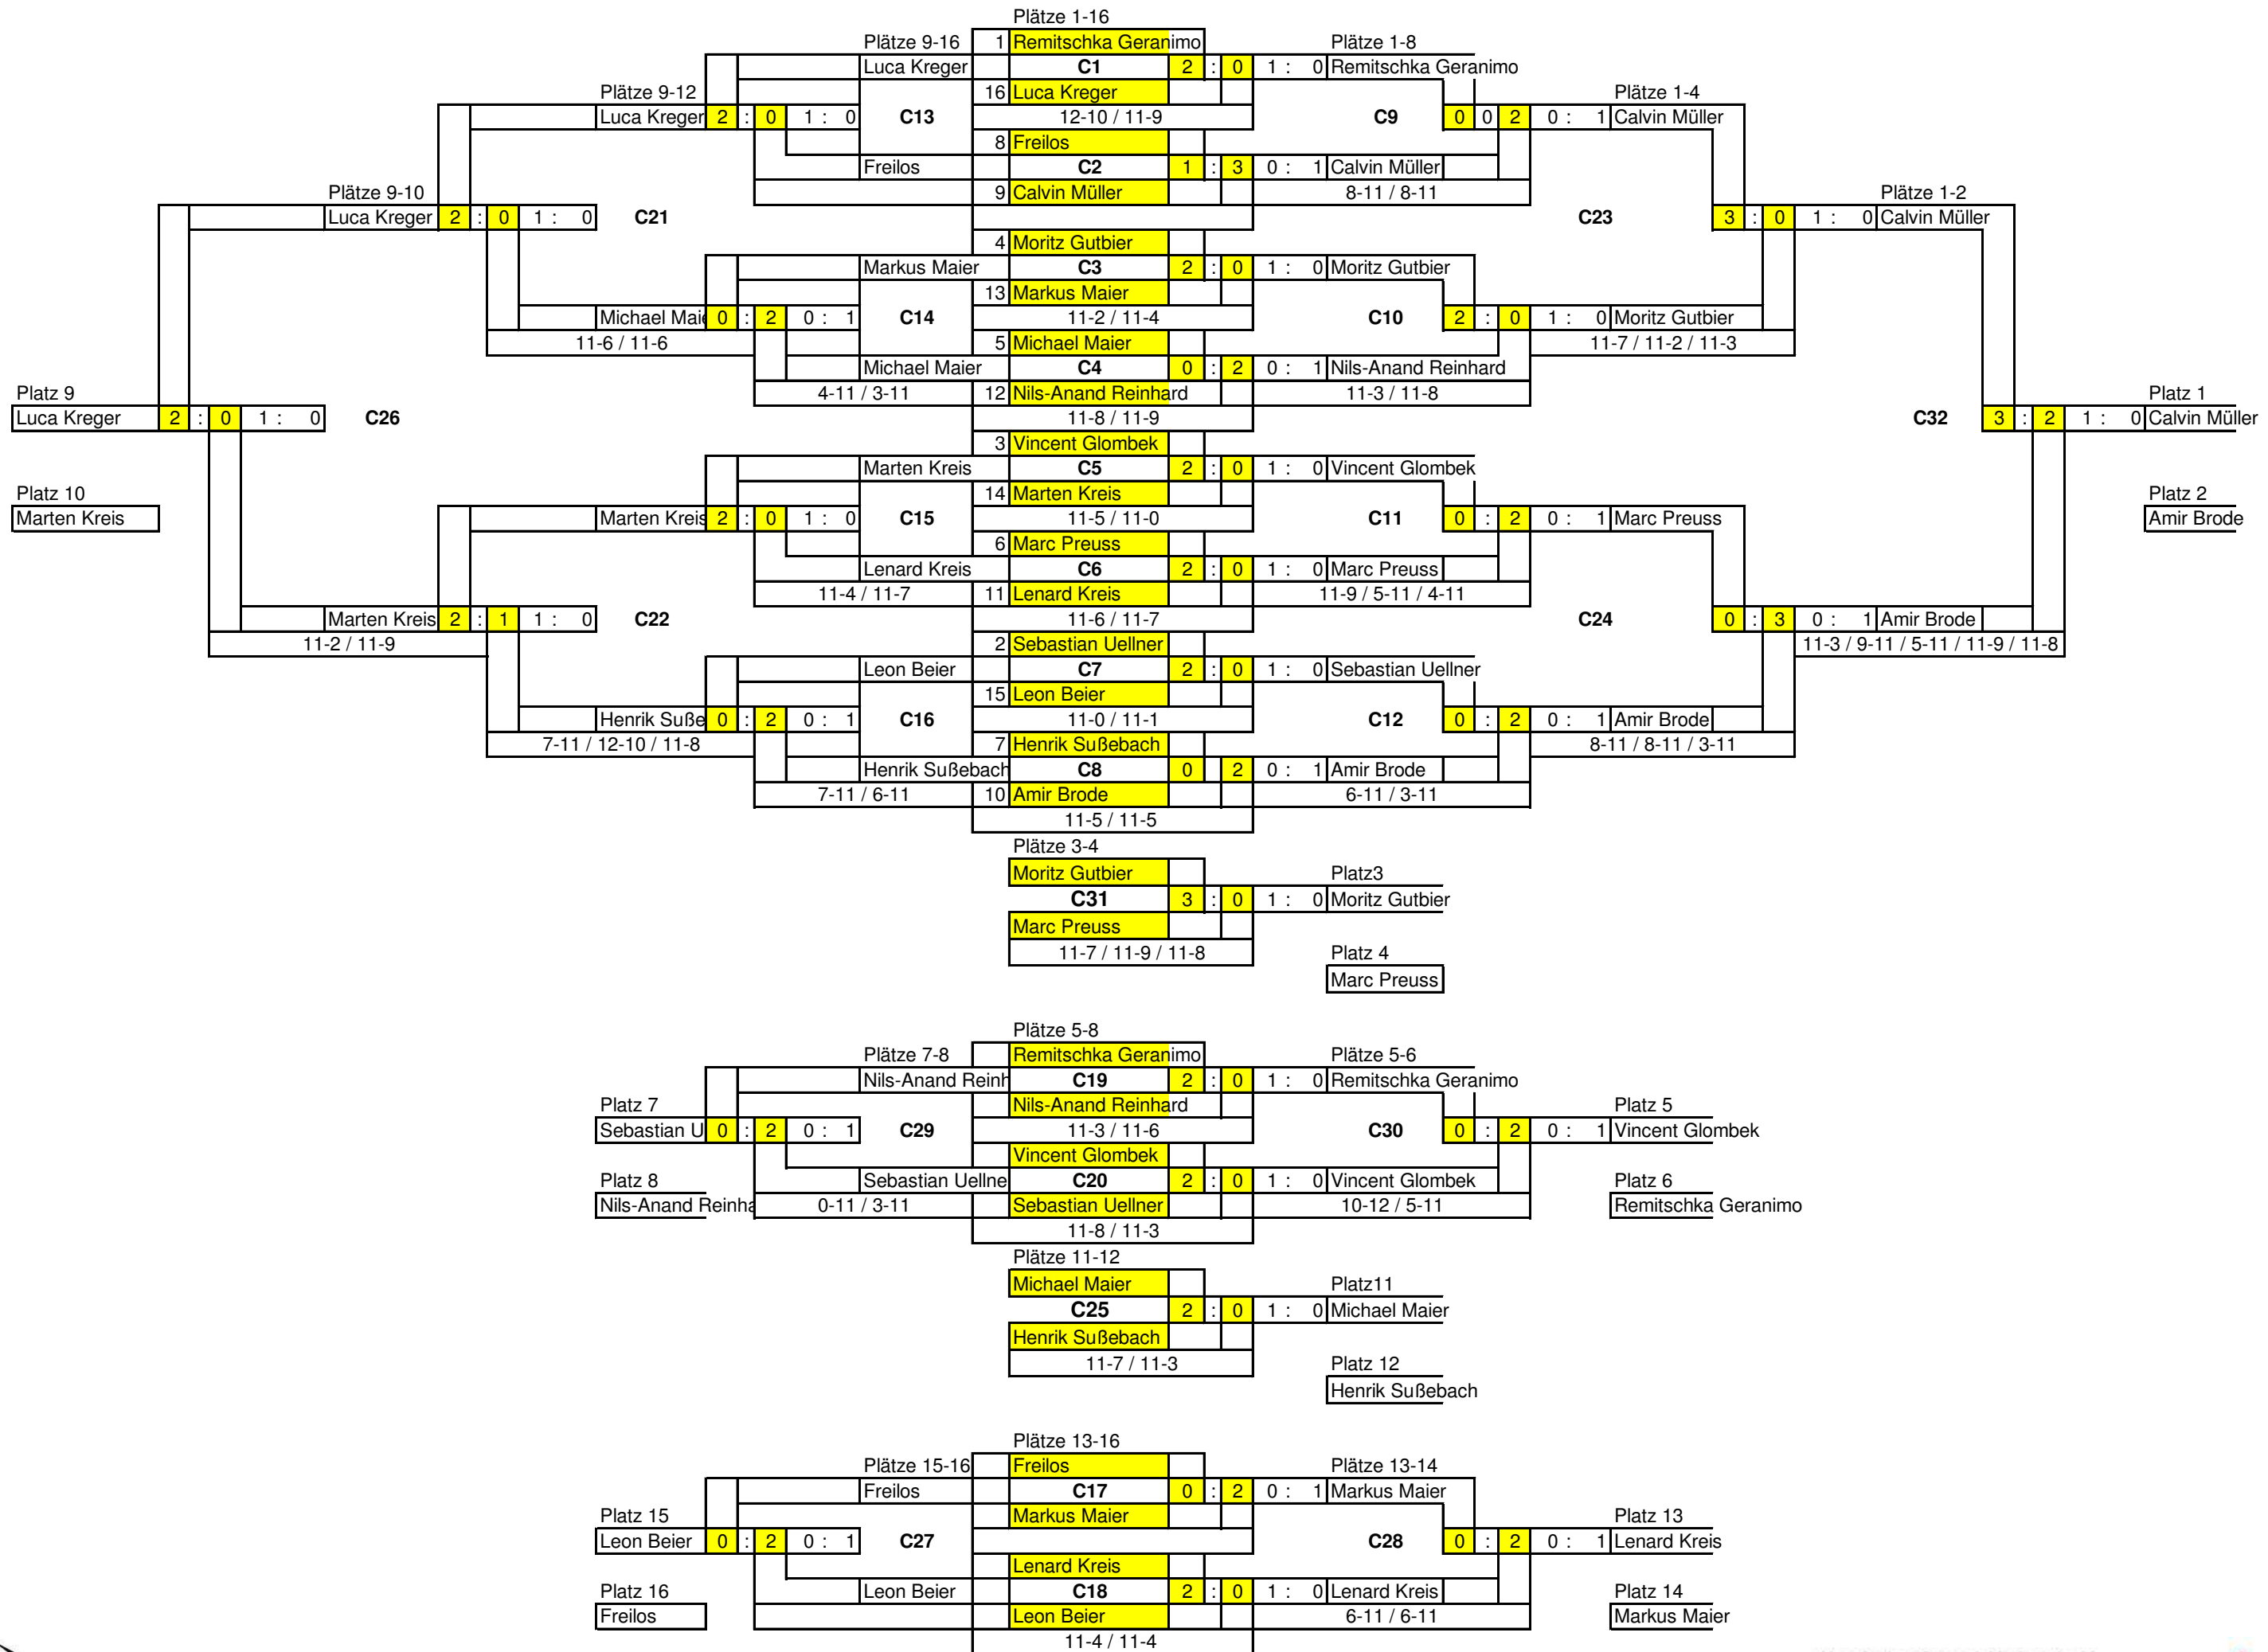 Plätze 1-16
Plätze 9-16 1 Remitschka Geranimo Plätze 1-8
Luca Kreger C1 2 : 0 1 : 0 Remitschka Geranimo
Plätze 9-12 16 Luca Kreger Plätze 1-4
Luca Kreger 2 : 0 1 : 0 C13 12-10 / 11-9 C9 0 0 2 0 : 1 Calvin Müller
8 Freilos
Freilos C2 1 : 3 0 : 1 Calvin Müller
Plätze 9-10 9 Calvin Müller 8-11 / 8-11 Plätze 1-2
Luca Kreger 2 : 0 1 : 0 C21 C23 3 : 0 1 : 0 Calvin Müller
4 Moritz Gutbier
Markus Maier C3 2 : 0 1 : 0 Moritz Gutbier
13 Markus Maier
Michael Maie 0 : 2 0 : 1 C14 11-2 / 11-4 C10 2 : 0 1 : 0 Moritz Gutbier
11-6 / 11-6 5 Michael Maier 11-7 / 11-2 / 11-3
Michael Maier C4 0 : 2 0 : 1 Nils-Anand Reinhard
Platz 9 4-11 / 3-11 12 Nils-Anand Reinhard 11-3 / 11-8 Platz 1
Luca Kreger 2 : 0 1 : 0 C26 11-8 / 11-9 C32 3 : 2 1 : 0 Calvin Müller
3 Vincent Glombek
Marten Kreis C5 2 : 0 1 : 0 Vincent Glombek
Platz 10 14 Marten Kreis Platz 2
Marten Kreis Marten Kreis 2 : 0 1 : 0 C15 11-5 / 11-0 C11 0 : 2 0 : 1 Marc Preuss Amir Brode
6 Marc Preuss
Lenard Kreis C6 2 : 0 1 : 0 Marc Preuss
11-4 / 11-7 11 Lenard Kreis 11-9 / 5-11 / 4-11
Marten Kreis 2 : 1 1 : 0 C22 11-6 / 11-7 C24 0 : 3 0 : 1 Amir Brode
11-2 / 11-9 2 Sebastian Uellner 11-3 / 9-11 / 5-11 / 11-9 / 11-8
Leon Beier C7 2 : 0 1 : 0 Sebastian Uellner
15 Leon Beier
Henrik Suße 0 : 2 0 : 1 C16 11-0 / 11-1 C12 0 : 2 0 : 1 Amir Brode
7-11 / 12-10 / 11-8 7 Henrik Sußebach 8-11 / 8-11 / 3-11
Henrik Sußebach C8 0 2 0 : 1 Amir Brode
7-11 / 6-11 10 Amir Brode 6-11 / 3-11
11-5 / 11-5
Plätze 3-4
Moritz Gutbier Platz3
C31 3 : 0 1 : 0 Moritz Gutbier
Marc Preuss
11-7 / 11-9 / 11-8 Platz 4
Marc Preuss
Plätze 5-8
Plätze 7-8 Remitschka Geranimo Plätze 5-6
Nils-Anand Reinh C19 2 : 0 1 : 0 Remitschka Geranimo
Platz 7 Nils-Anand Reinhard Platz 5
Sebastian U 0 : 2 0 : 1 C29 11-3 / 11-6 C30 0 : 2 0 : 1 Vincent Glombek
Vincent Glombek
Platz 8 Sebastian Uellne C20 2 : 0 1 : 0 Vincent Glombek Platz 6
Nils-Anand Reinha 0-11 / 3-11 Sebastian Uellner 10-12 / 5-11 Remitschka Geranimo
11-8 / 11-3
Plätze 11-12
Michael Maier Platz11
C25 2 : 0 1 : 0 Michael Maier
Henrik Sußebach
11-7 / 11-3 Platz 12
Henrik Sußebach
Plätze 13-16
Plätze 15-16 Freilos Plätze 13-14
Freilos C17 0 : 2 0 : 1 Markus Maier
Platz 15 Markus Maier Platz 13
Leon Beier 0 : 2 0 : 1 C27 C28 0 : 2 0 : 1 Lenard Kreis
Lenard Kreis
Platz 16 Leon Beier C18 2 : 0 1 : 0 Lenard Kreis Platz 14
Freilos Leon Beier 6-11 / 6-11 Markus Maier
11-4 / 11-4